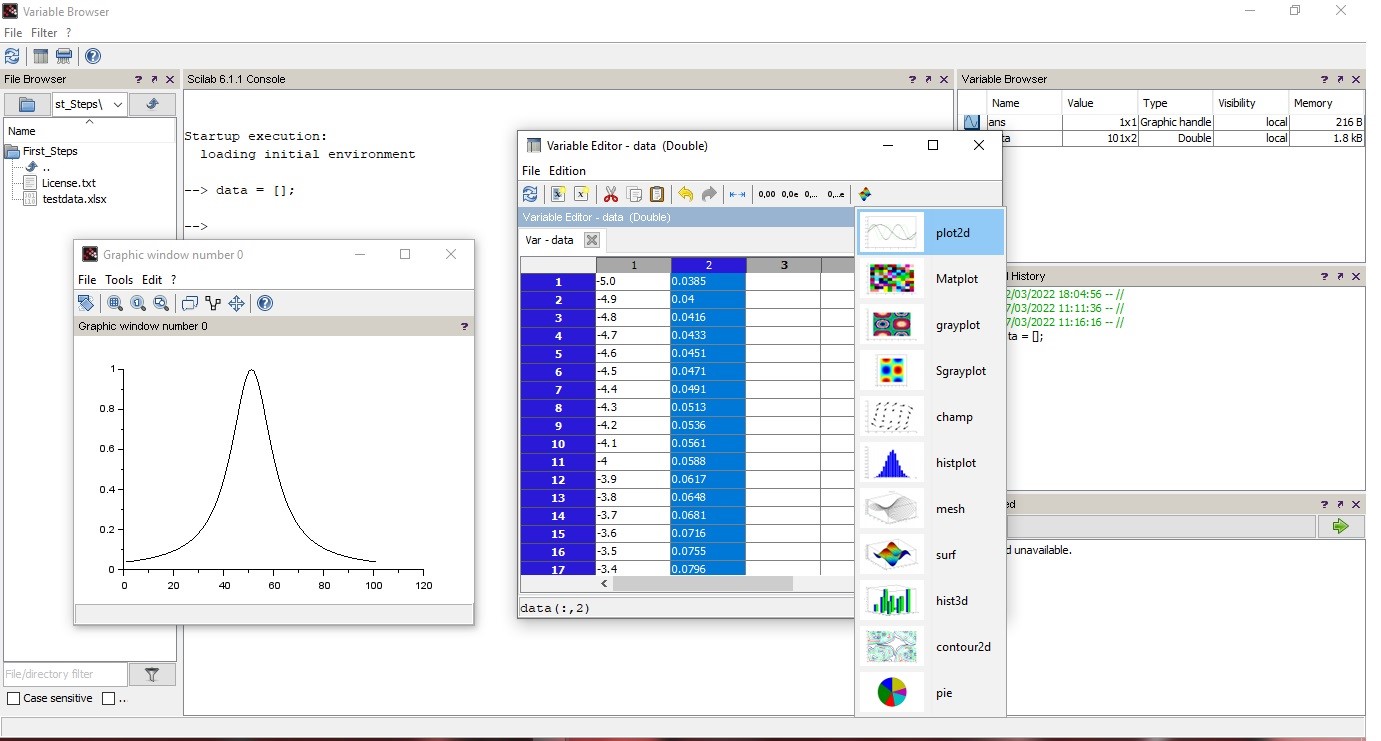 Variable Browser
File Filter ?
File Browser ? ↗ X
st_Steps\
Name
First_Steps
..
License.txt
testdata.xlsx
File/directory filter
Case sensitive ...
Scilab 6.1.1 Console ? ↗ X
Startup execution:
loading initial environment
--> data = [];
-->
Graphic window number 0
File Tools Edit ?
Graphic window number 0 ?
1
0.8
0.6
0.4
0.2
0
0 20 40 60 80 100 120
Variable Editor - data (Double)
File Edition
0,00 0,0e 0,... 0,...e
Variable Editor - data (Double)
Var - data
1 2 3
1 -5.0 0.0385
2 -4.9 0.04
3 -4.8 0.0416
4 -4.7 0.0433
5 -4.6 0.0451
6 -4.5 0.0471
7 -4.4 0.0491
8 -4.3 0.0513
9 -4.2 0.0536
10 -4.1 0.0561
11 -4 0.0588
12 -3.9 0.0617
13 -3.8 0.0648
14 -3.7 0.0681
15 -3.6 0.0716
16 -3.5 0.0755
17 -3.4 0.0796
data(:,2)
plot2d
Matplot
grayplot
Sgrayplot
champ
histplot
mesh
surf
hist3d
contour2d
pie
Variable Browser ? ↗ X
Name Value Type Visibility Memory
ans 1x1 Graphic handle local 216 B
ta 101x2 Double local 1.8 kB
History ? ↗ X
2/03/2022 18:04:56 -- //
7/03/2022 11:11:36 -- //
7/03/2022 11:16:16 -- //
ta = [];
ed ? ↗ X
d unavailable.